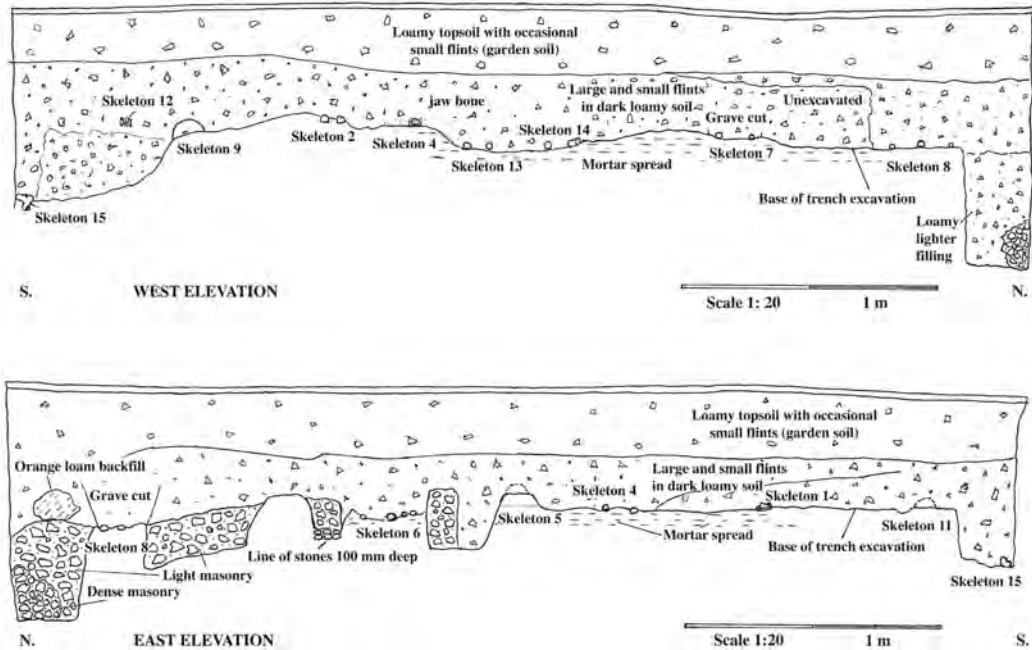 Loamy topsoil with occasional
small flints (garden soil)
Skeleton 12
jaw bone
Large and small flints
in dark loamy soil
Unexcavated
Grave cut
Skeleton 9
Skeleton 2
Skeleton 4
Skeleton 14
Skeleton 13
Mortar spread
Skeleton 7
Skeleton 8
Base of trench excavation
Skeleton 15
Loamy
lighter
filling
S.
WEST ELEVATION
Scale 1: 20
1 m
N.
Loamy topsoil with occasional
small flints (garden soil)
Orange loam backfill
Grave cut
Large and small flints
in dark loamy soil
Skeleton 4
Skeleton 1
Skeleton 8
Skeleton 6
Skeleton 5
Skeleton 11
Mortar spread
Base of trench excavation
Line of stones 100 mm deep
Light masonry
Dense masonry
Skeleton 15
N.
EAST ELEVATION
Scale 1:20
1 m
S.